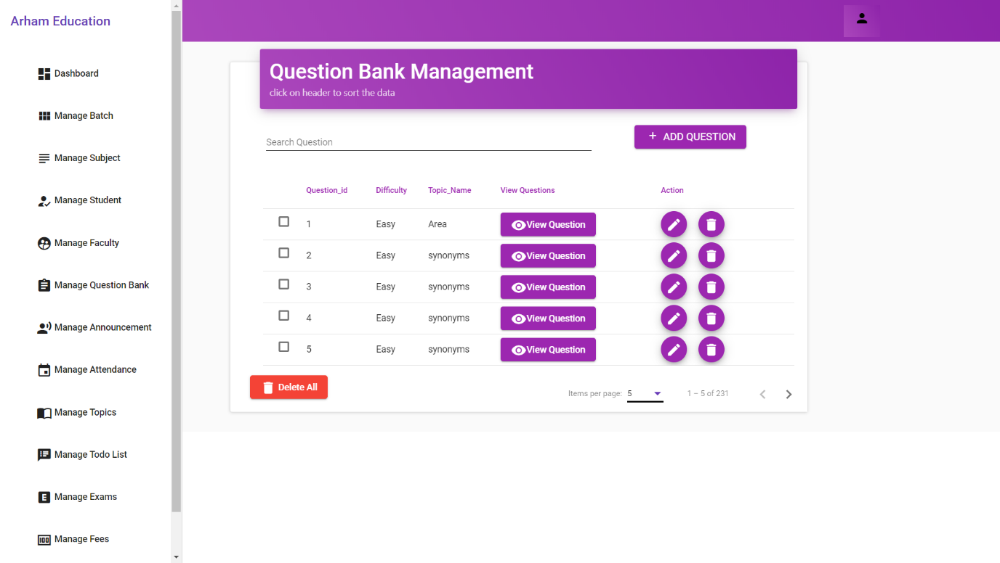 Arham Education
Dashboard
Manage Batch
Manage Subject
Manage Student
Manage Faculty
Manage Question Bank
Manage Announcement
Manage Attendance
Manage Topics
Manage Todo List
E Manage Exams
100 Manage Fees
Question Bank Management
click on header to sort the data
Search Question
+ ADD QUESTION
Question_id Difficulty Topic_Name View Questions Action
1 Easy Area View Question
2 Easy synonyms View Question
3 Easy synonyms View Question
4 Easy synonyms View Question
5 Easy synonyms View Question
Delete All
Items per page: 5 1 – 5 of 231